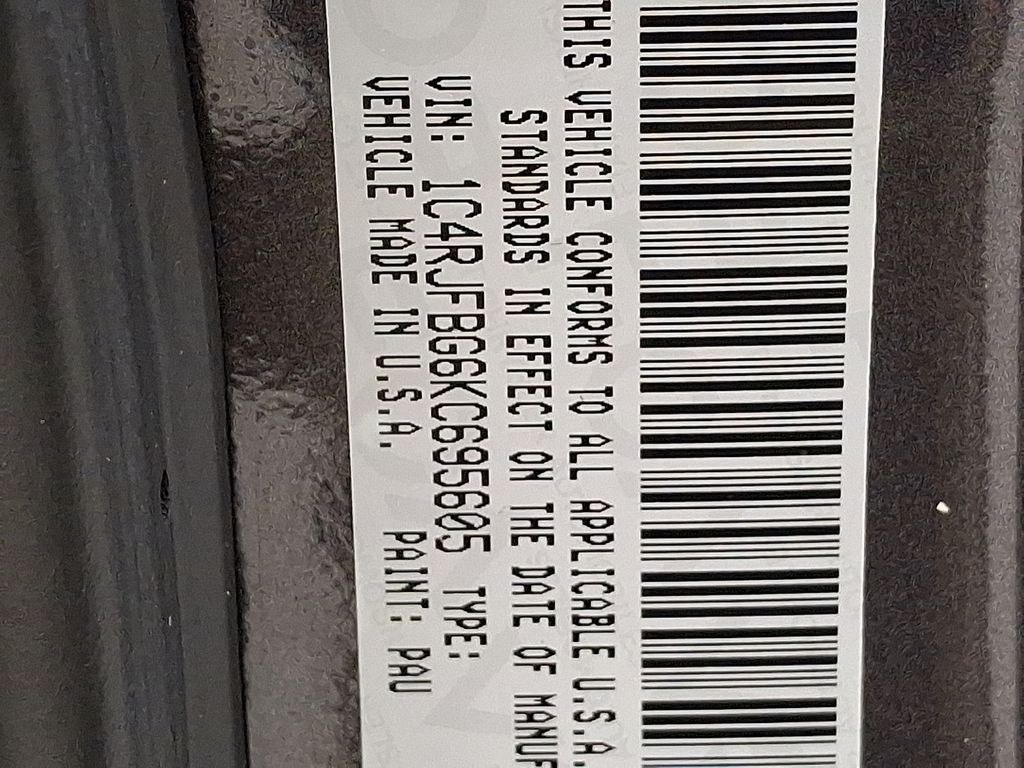 THIS VEHICLE CONFORMS TO ALL APPLICABLE U.S.A.
STANDARDS IN EFFECT ON THE DATE OF MANUF
VIN: 1C4RJFBG6KC695605 TYPE:
VEHICLE MADE IN U.S.A. PAINT: PAU